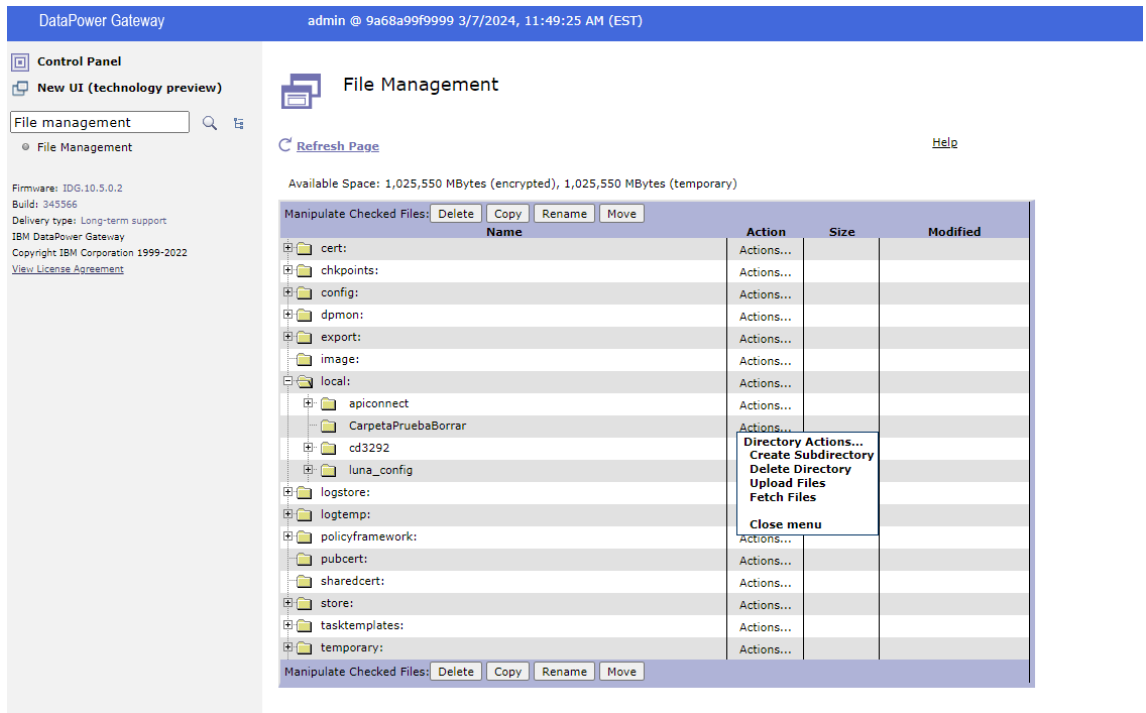 DataPower Gateway admin @ 9a68a99f9999 3/7/2024, 11:49:25 AM (EST)
Control Panel
New UI (technology preview)
File management
File Management
Firmware: IDG.10.5.0.2
Build: 345566
Delivery type: Long-term support
IBM DataPower Gateway
Copyright IBM Corporation 1999-2022
View License Agreement
File Management
Refresh Page
Help
Available Space: 1,025,550 MBytes (encrypted), 1,025,550 MBytes (temporary)
Manipulate Checked Files: Delete Copy Rename Move
Name Action Size Modified
cert: Actions...
chkpoints: Actions...
config: Actions...
dpmon: Actions...
export: Actions...
image: Actions...
local: Actions...
apiconnect Actions...
CarpetaPruebaBorrar Actions...
cd3292
luna_config
Directory Actions...
Create Subdirectory
Delete Directory
Upload Files
Fetch Files
Close menu
logstore:
logtemp:
policyframework: Actions...
pubcert: Actions...
sharedcert: Actions...
store: Actions...
tasktemplates: Actions...
temporary: Actions...
Manipulate Checked Files: Delete Copy Rename Move